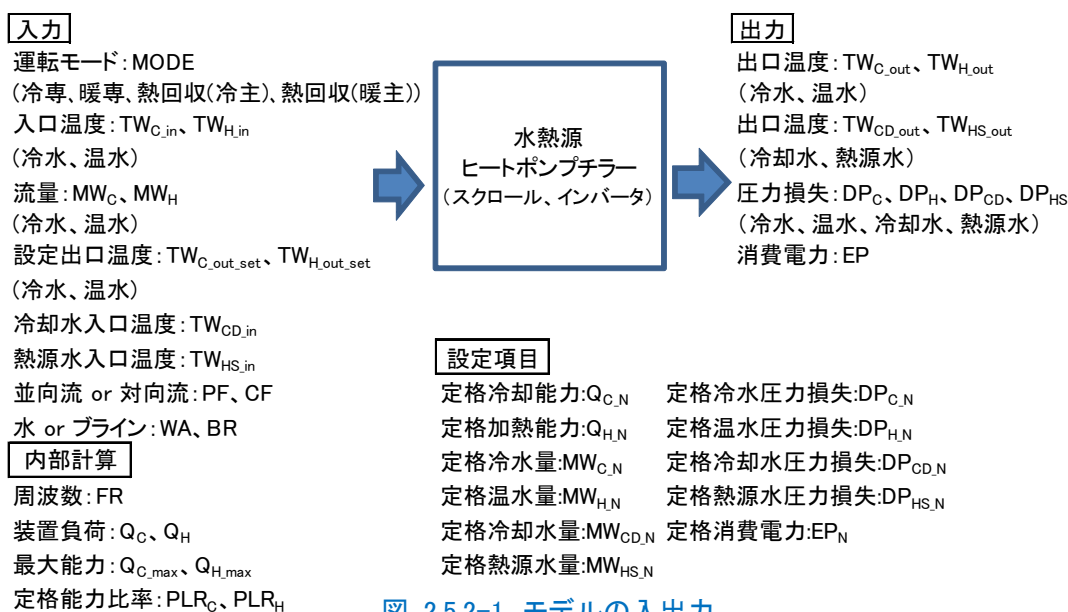 入力
運転モード:MODE
(冷専、暖専、熱回収(冷主)、熱回収(暖主))
入口温度:TWC_in、TWH_in
(冷水、温水)
流量:MWC、MWH
(冷水、温水)
設定出口温度:TWC_out_set、TWH_out_set
(冷水、温水)
冷却水入口温度:TWCD_in
熱源水入口温度:TWHS_in
並向流 or 対向流:PF、CF
水 or ブライン:WA、BR
内部計算
周波数:FR
装置負荷:QC、QH
最大能力:QC_max、QH_max
定格能力比率:PLRC、PLRH
水熱源
ヒートポンプチラー
(スクロール、インバータ)
出力
出口温度:TWC_out、TWH_out
(冷水、温水)
出口温度:TWCD_out、TWHS_out
(冷却水、熱源水)
圧力損失:DPC、DPH、DPCD、DPHS
(冷水、温水、冷却水、熱源水)
消費電力:EP
設定項目
定格冷却能力:QC_N 定格冷水圧力損失:DPC_N
定格加熱能力:QH_N 定格温水圧力損失:DPH_N
定格冷水量:MWC_N 定格冷却水圧力損失:DPCD_N
定格温水量:MWH_N 定格熱源水圧力損失:DPHS_N
定格冷却水量:MWCD_N 定格消費電力:EPN
定格熱源水量:MWHS_N
図 2.5.2-1 モデルの入出力